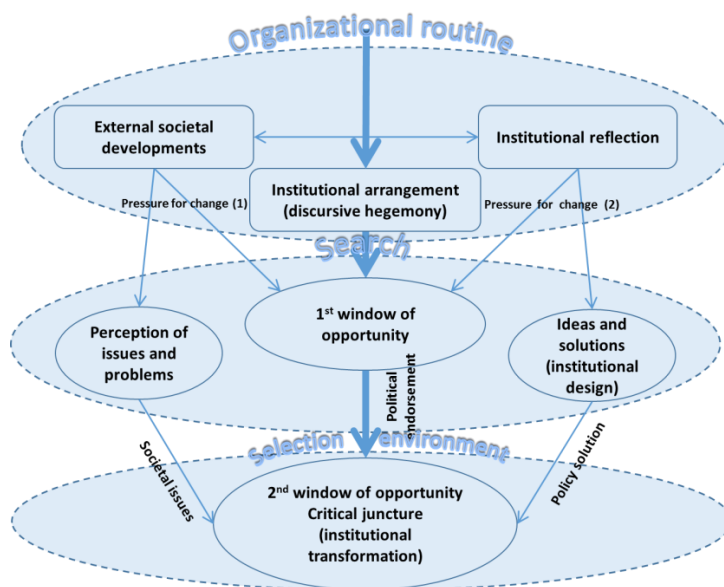 Organizational routine
External societal
developments
Institutional reflection
Institutional arrangement
(discursive hegemony)
Pressure for change (1)
Pressure for change (2)
Search
Perception of
issues and
problems
1st window of
opportunity
Ideas and
solutions
(institutional
design)
Political
endorsement
Selection environment
Societal issues
Policy solution
2nd window of opportunity
Critical juncture
(institutional
transformation)